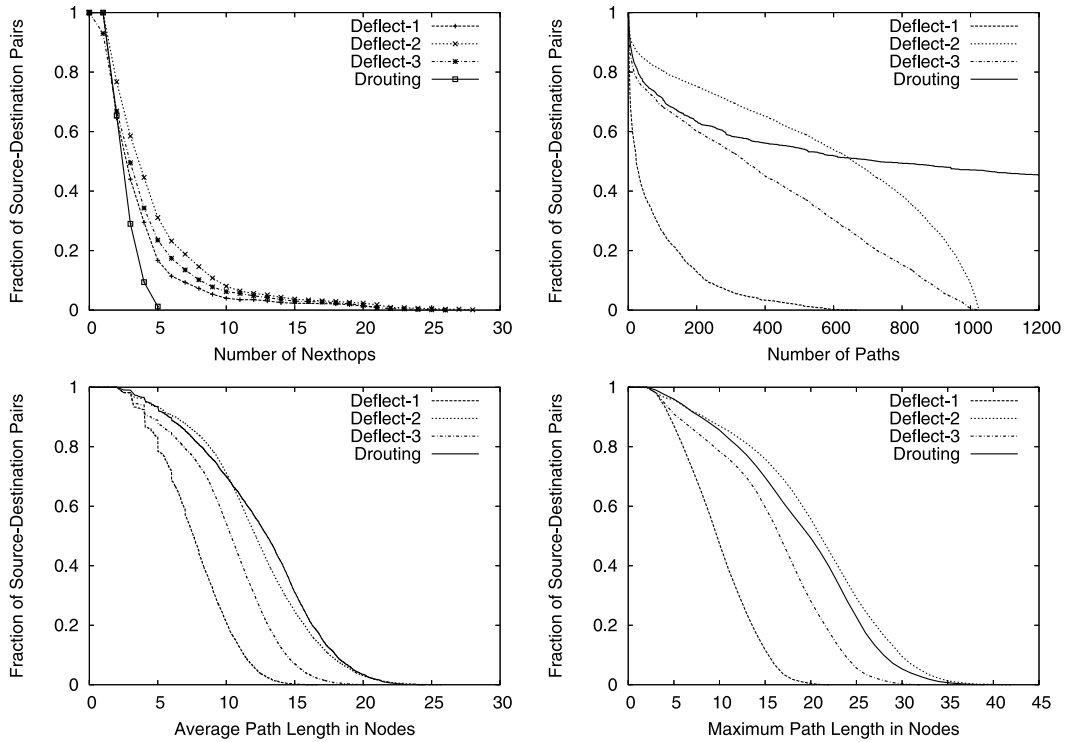 Fraction of Source-Destination Pairs
1
0.8
0.6
0.4
0.2
0
0 5 10 15 20 25 30
Number of Nexthops
Deflect-1
Deflect-2
Deflect-3
Drouting
Fraction of Source-Destination Pairs
1
0.8
0.6
0.4
0.2
0
0 200 400 600 800 1000 1200
Number of Paths
Deflect-1
Deflect-2
Deflect-3
Drouting
Fraction of Source-Destination Pairs
1
0.8
0.6
0.4
0.2
0
0 5 10 15 20 25 30
Average Path Length in Nodes
Deflect-1
Deflect-2
Deflect-3
Drouting
Fraction of Source-Destination Pairs
1
0.8
0.6
0.4
0.2
0
0 5 10 15 20 25 30 35 40 45
Maximum Path Length in Nodes
Deflect-1
Deflect-2
Deflect-3
Drouting